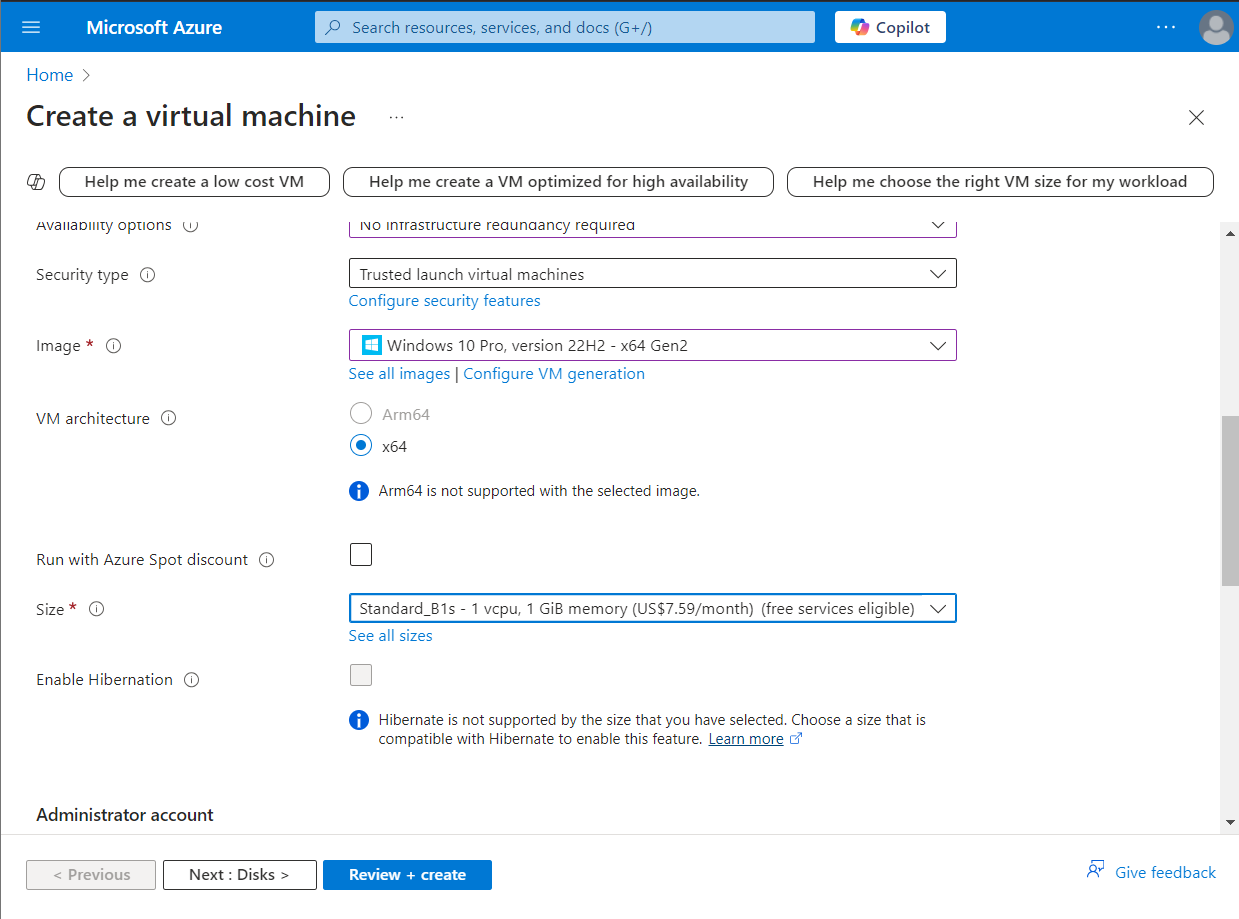 Microsoft Azure
Search resources, services, and docs (G+/)
Copilot
Home
Create a virtual machine
Help me create a low cost VM
Help me create a VM optimized for high availability
Help me choose the right VM size for my workload
Availability options
No infrastructure redundancy required
Security type
Trusted launch virtual machines
Configure security features
Image *
Windows 10 Pro, version 22H2 - x64 Gen2
See all images | Configure VM generation
VM architecture
Arm64
x64
Arm64 is not supported with the selected image.
Run with Azure Spot discount
Size *
Standard_B1s - 1 vcpu, 1 GiB memory (US$7.59/month) (free services eligible)
See all sizes
Enable Hibernation
Hibernate is not supported by the size that you have selected. Choose a size that is
compatible with Hibernate to enable this feature. Learn more
Administrator account
< Previous
Next : Disks >
Review + create
Give feedback